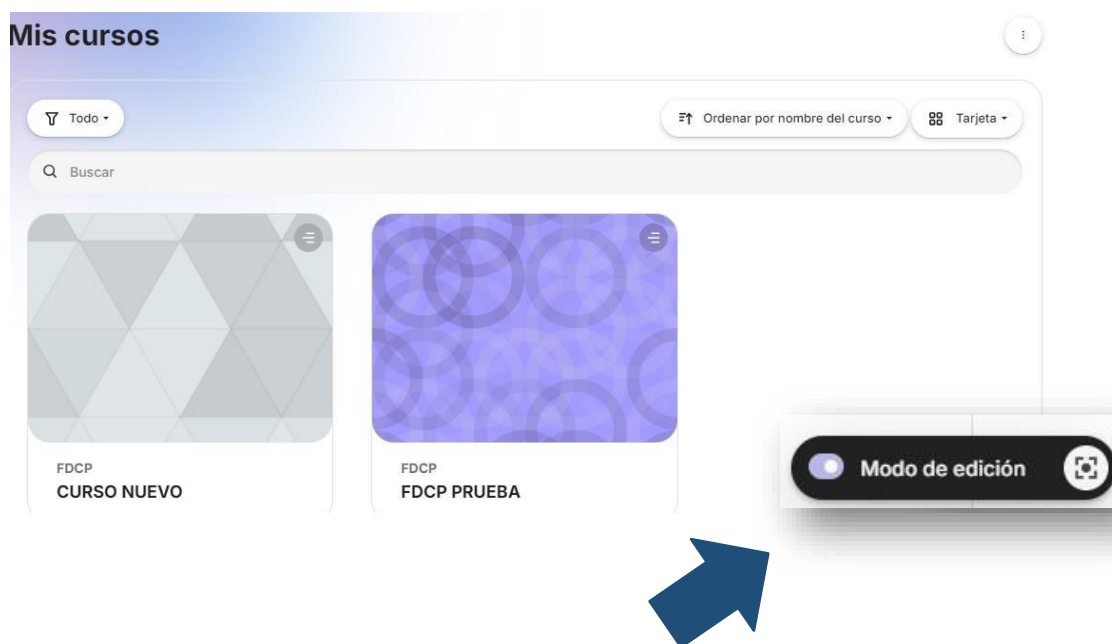 Mis cursos
Todo
Ordenar por nombre del curso
Tarjeta
Buscar
FDCP
CURSO NUEVO
FDCP
FDCP PRUEBA
Modo de edición